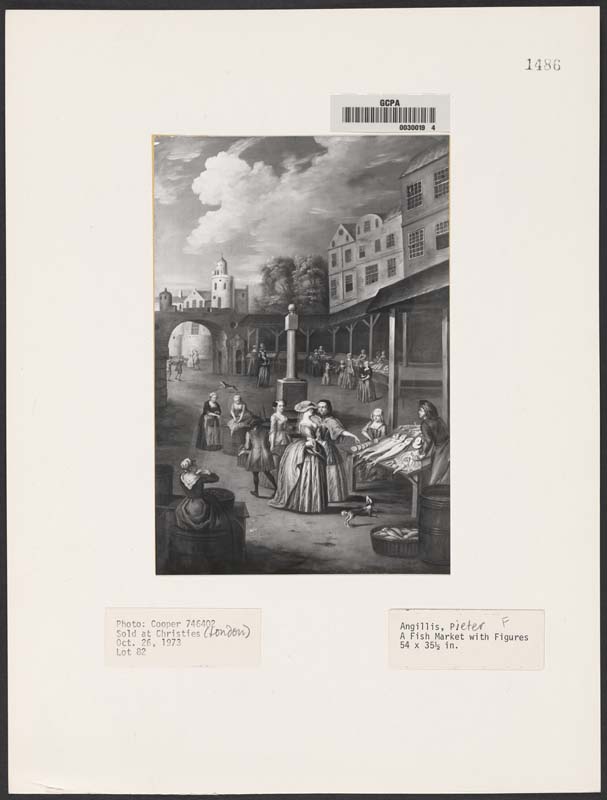 1486
GCPA
0030019 4
Photo: Cooper 746402
Sold at Christies (London)
Oct. 26, 1973
Lot 82
Angillis, Pieter F
A Fish Market with Figures
54 x 35½ in.